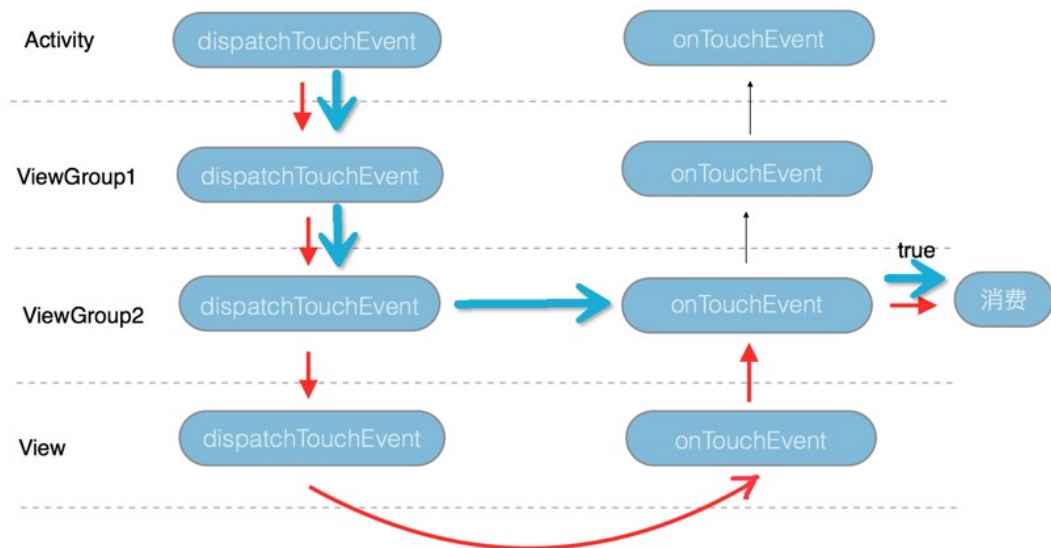 Activity
dispatchTouchEvent
onTouchEvent
ViewGroup1
dispatchTouchEvent
onTouchEvent
true
ViewGroup2
dispatchTouchEvent
onTouchEvent
消费
View
dispatchTouchEvent
onTouchEvent